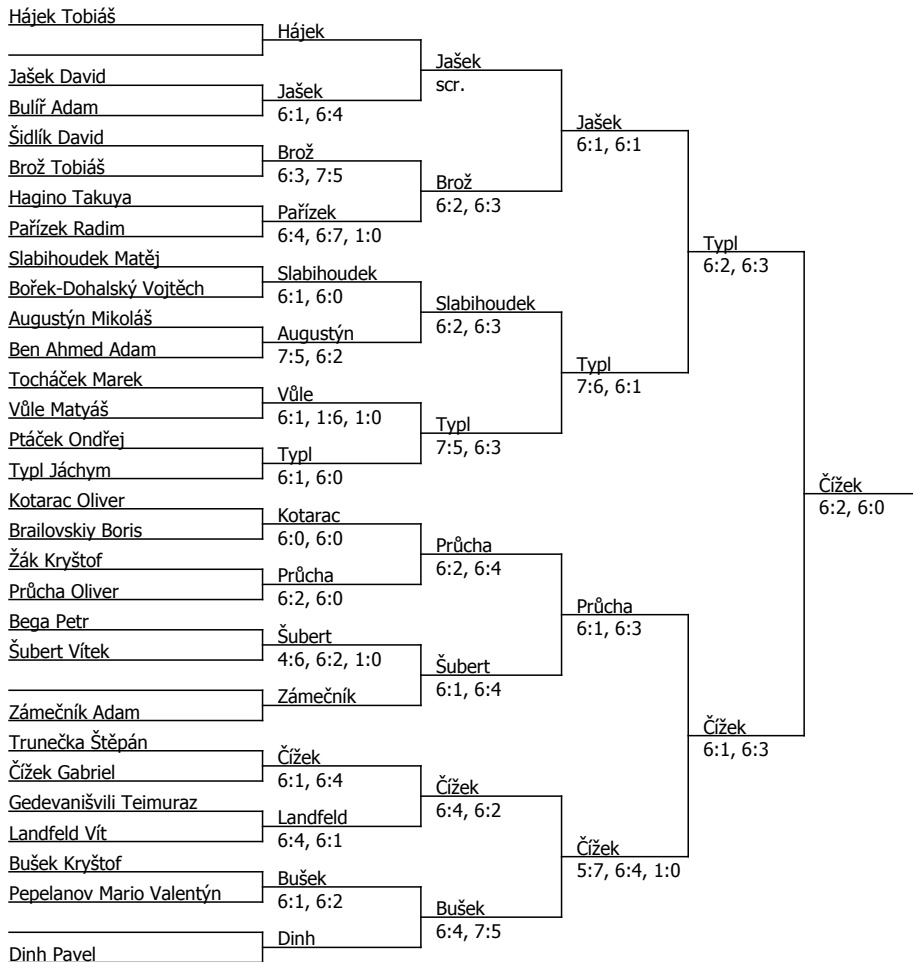 Hájek Tobiáš
Jašek David
Bulíř Adam
Šidlík David
Brož Tobiáš
Hagino Takuya
Pařízek Radim
Slabihoudek Matěj
Bořek-Dohalský Vojtěch
Augustýn Mikoláš
Ben Ahmed Adam
Tocháček Marek
Vůle Matyáš
Ptáček Ondřej
Typl Jáchym
Kotarac Oliver
Brailovskiy Boris
Žák Kryštof
Průcha Oliver
Bega Petr
Šubert Vítek
Zámečník Adam
Trunečka Štěpán
Čížek Gabriel
Gedevanišvili Teimuraz
Landfeld Vít
Bušek Kryštof
Pepelanov Mario Valentýn
Dinh Pavel
Hájek
Jašek
6:1, 6:4
Brož
6:3, 7:5
Pařízek
6:4, 6:7, 1:0
Slabihoudek
6:1, 6:0
Augustýn
7:5, 6:2
Vůle
6:1, 1:6, 1:0
Typl
6:1, 6:0
Kotarac
6:0, 6:0
Průcha
6:2, 6:0
Šubert
4:6, 6:2, 1:0
Zámečník
Čížek
6:1, 6:4
Landfeld
6:4, 6:1
Bušek
6:1, 6:2
Dinh
Jašek
scr.
Brož
6:2, 6:3
Slabihoudek
6:2, 6:3
Typl
7:5, 6:3
Průcha
6:2, 6:4
Šubert
6:1, 6:4
Čížek
6:4, 6:2
Bušek
6:4, 7:5
Jašek
6:1, 6:1
Typl
7:6, 6:1
Průcha
6:1, 6:3
Čížek
5:7, 6:4, 1:0
Typl
6:2, 6:3
Čížek
6:1, 6:3
Čížek
6:2, 6:0